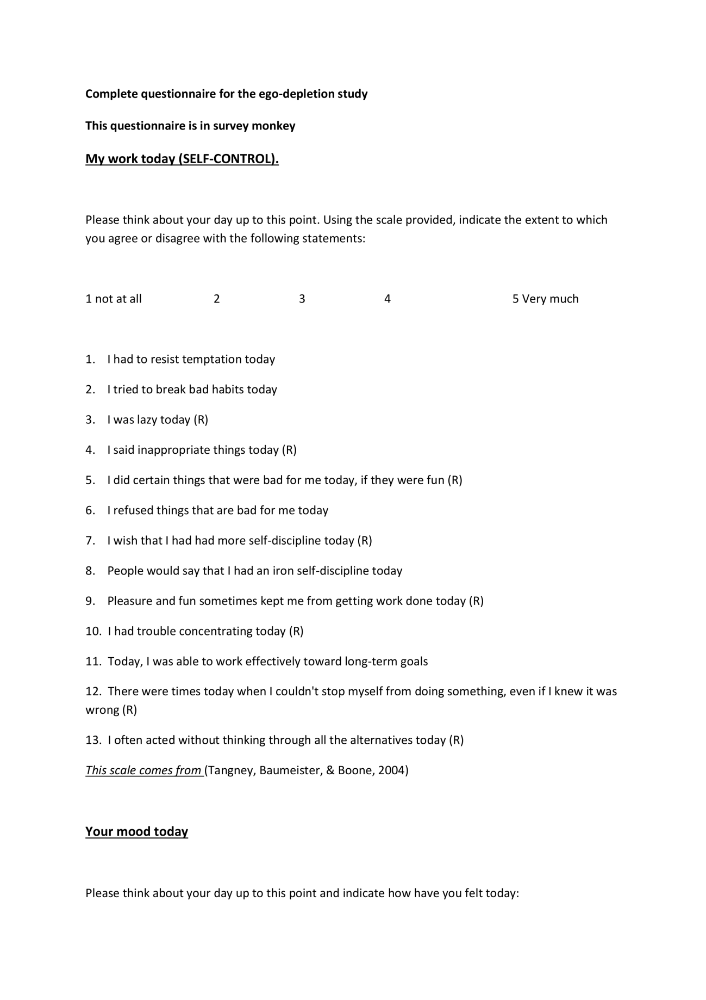 Complete questionnaire for the ego-depletion study
This questionnaire is in survey monkey
My work today (SELF-CONTROL).
Please think about your day up to this point. Using the scale provided, indicate the extent to which
you agree or disagree with the following statements:
1 not at all 2 3 4 5 Very much
1. I had to resist temptation today
2. I tried to break bad habits today
3. I was lazy today (R)
4. I said inappropriate things today (R)
5. I did certain things that were bad for me today, if they were fun (R)
6. I refused things that are bad for me today
7. I wish that I had had more self-discipline today (R)
8. People would say that I had an iron self-discipline today
9. Pleasure and fun sometimes kept me from getting work done today (R)
10. I had trouble concentrating today (R)
11. Today, I was able to work effectively toward long-term goals
12. There were times today when I couldn't stop myself from doing something, even if I knew it was
wrong (R)
13. I often acted without thinking through all the alternatives today (R)
This scale comes from (Tangney, Baumeister, & Boone, 2004)
Your mood today
Please think about your day up to this point and indicate how have you felt today: